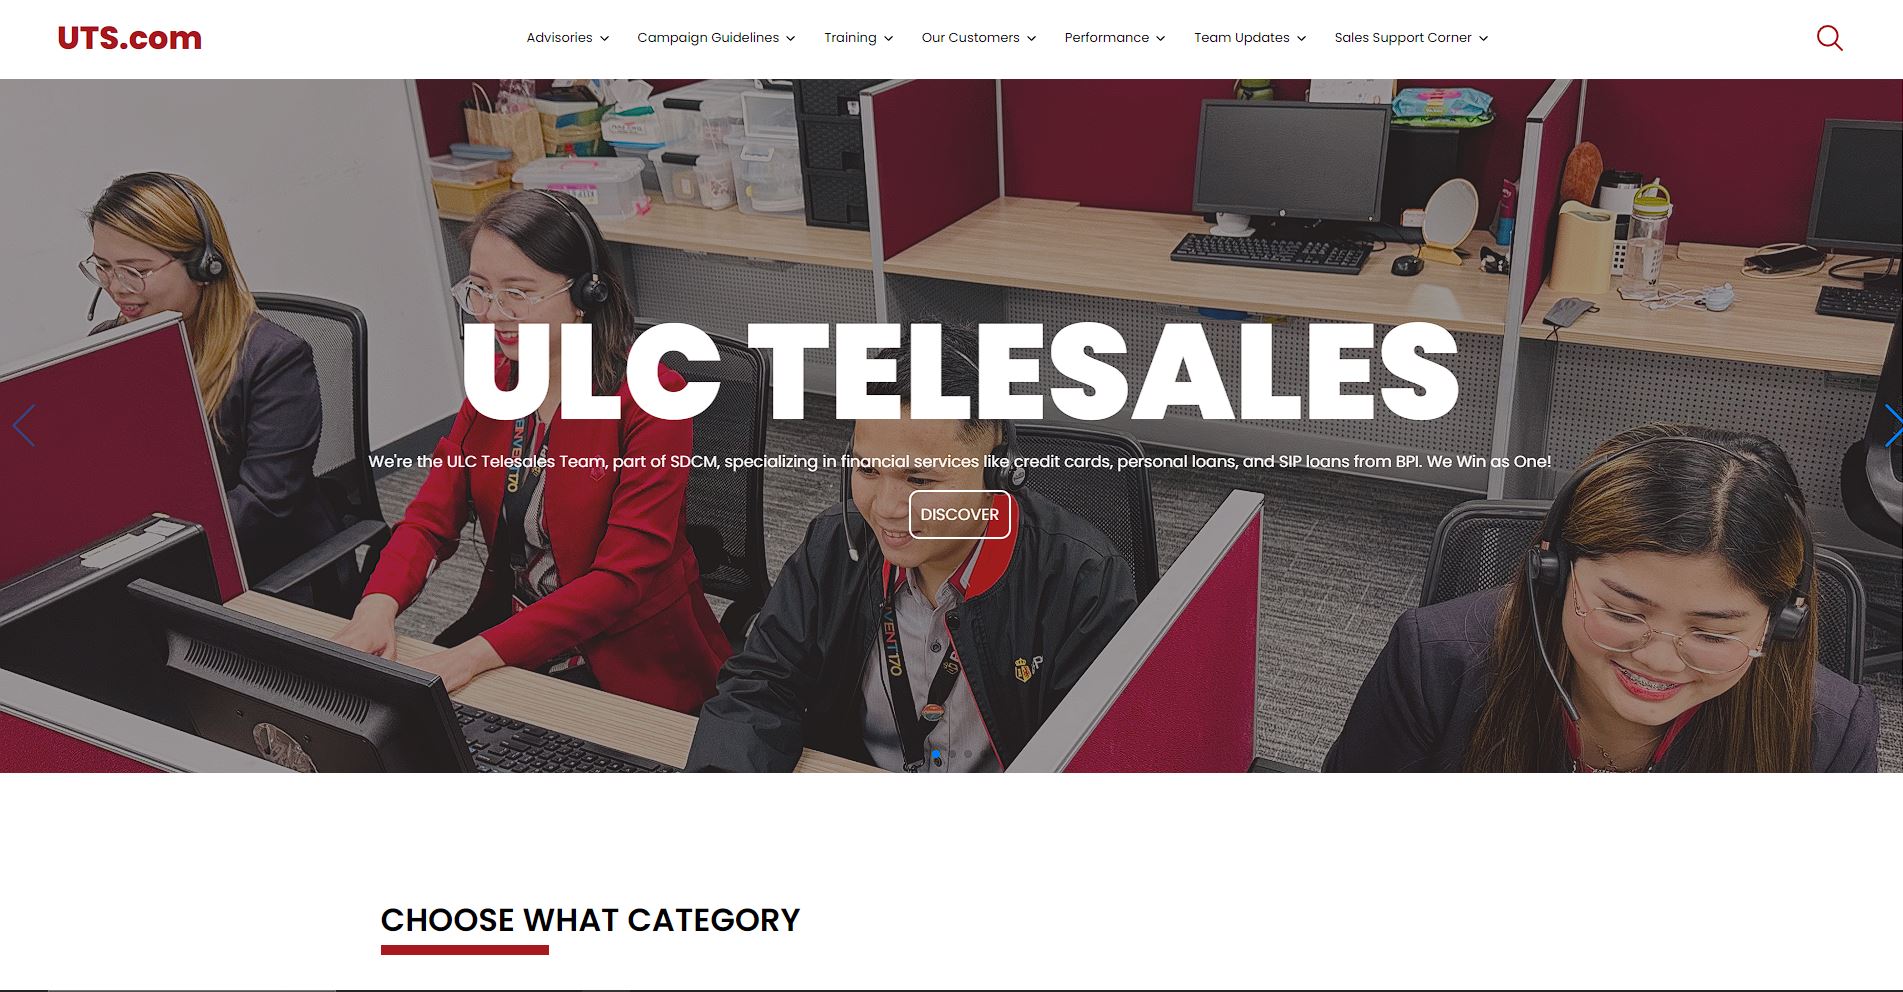 UTS.com
Advisories
Campaign Guidelines
Training
Our Customers
Performance
Team Updates
Sales Support Corner
ULC TELESALES
We're the ULC Telesales Team, part of SDCM, specializing in financial services like credit cards, personal loans, and SIP loans from BPI. We Win as One!
DISCOVER
CHOOSE WHAT CATEGORY